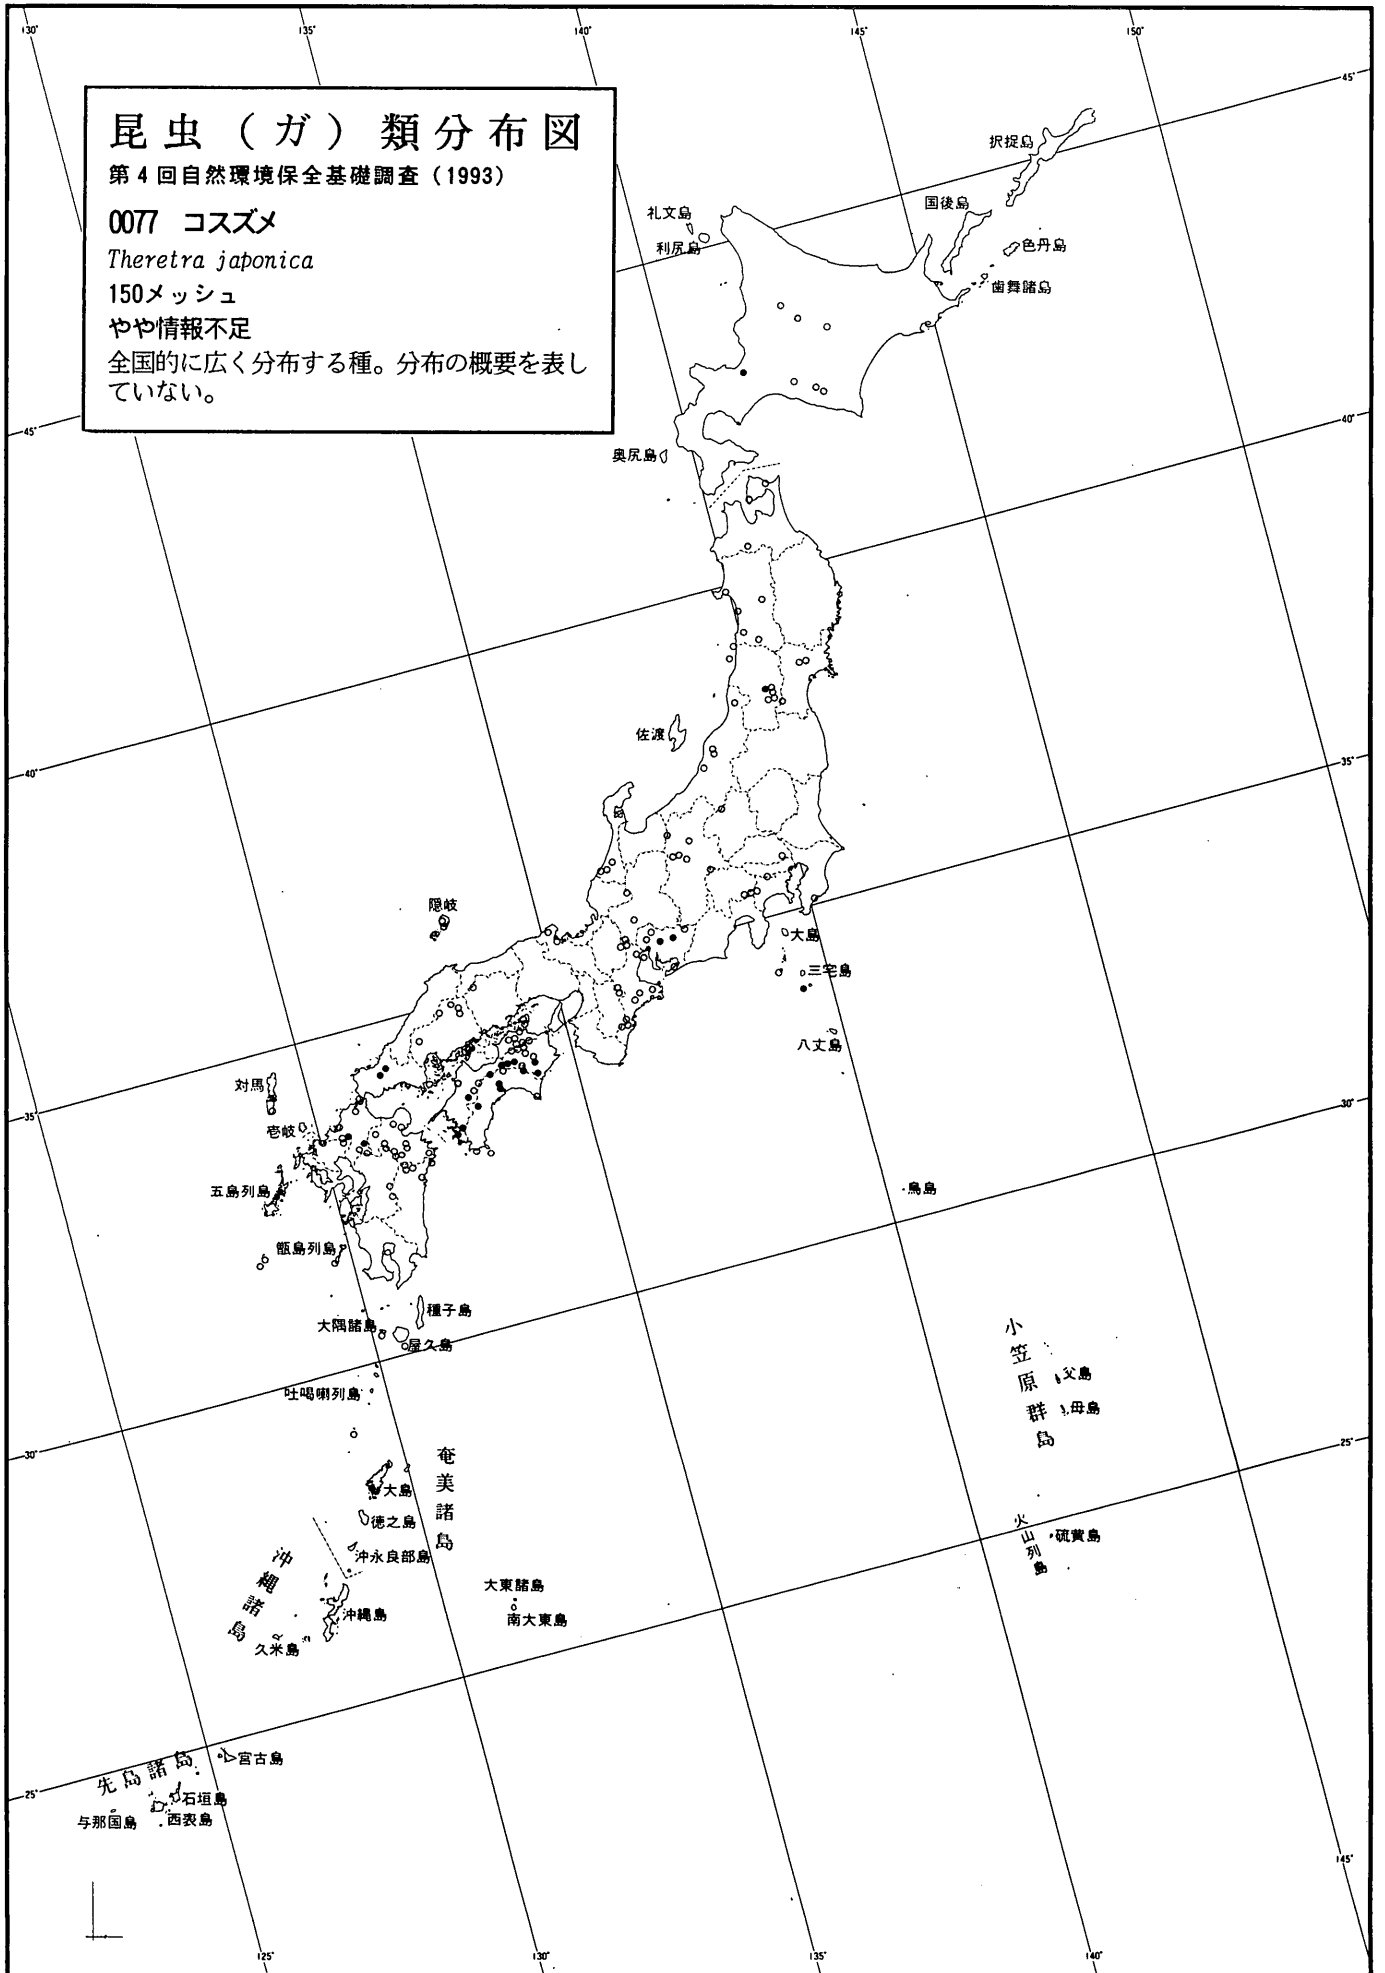 130°
135°
140°
145°
150°
昆虫（ガ）類分布図
第4回自然環境保全基礎調査（1993）
0077 コスズメ
Theretra japonica
150メッシュ
やや情報不足
全国的に広く分布する種。分布の概要を表し
ていない。
45°
択捉島
国後島
色丹島
歯舞諸島
礼文島
利尻島
奥尻島
45°
40°
佐渡
40°
35°
隠岐
大島
三宅島
八丈島
対馬
壱岐
五島列島
甑島列島
35°
30°
鳥島
種子島
大隅諸島
屋久島
吐喝喇列島
小笠原群島
父島
母島
30°
25°
奄美諸島
大島
徳之島
沖永良部島
火山列島
硫黄島
沖縄諸島
沖縄島
久米島
大東諸島
南大東島
先島諸島
宮古島
石垣島
西表島
与那国島
25°
145°
125°
130°
135°
140°